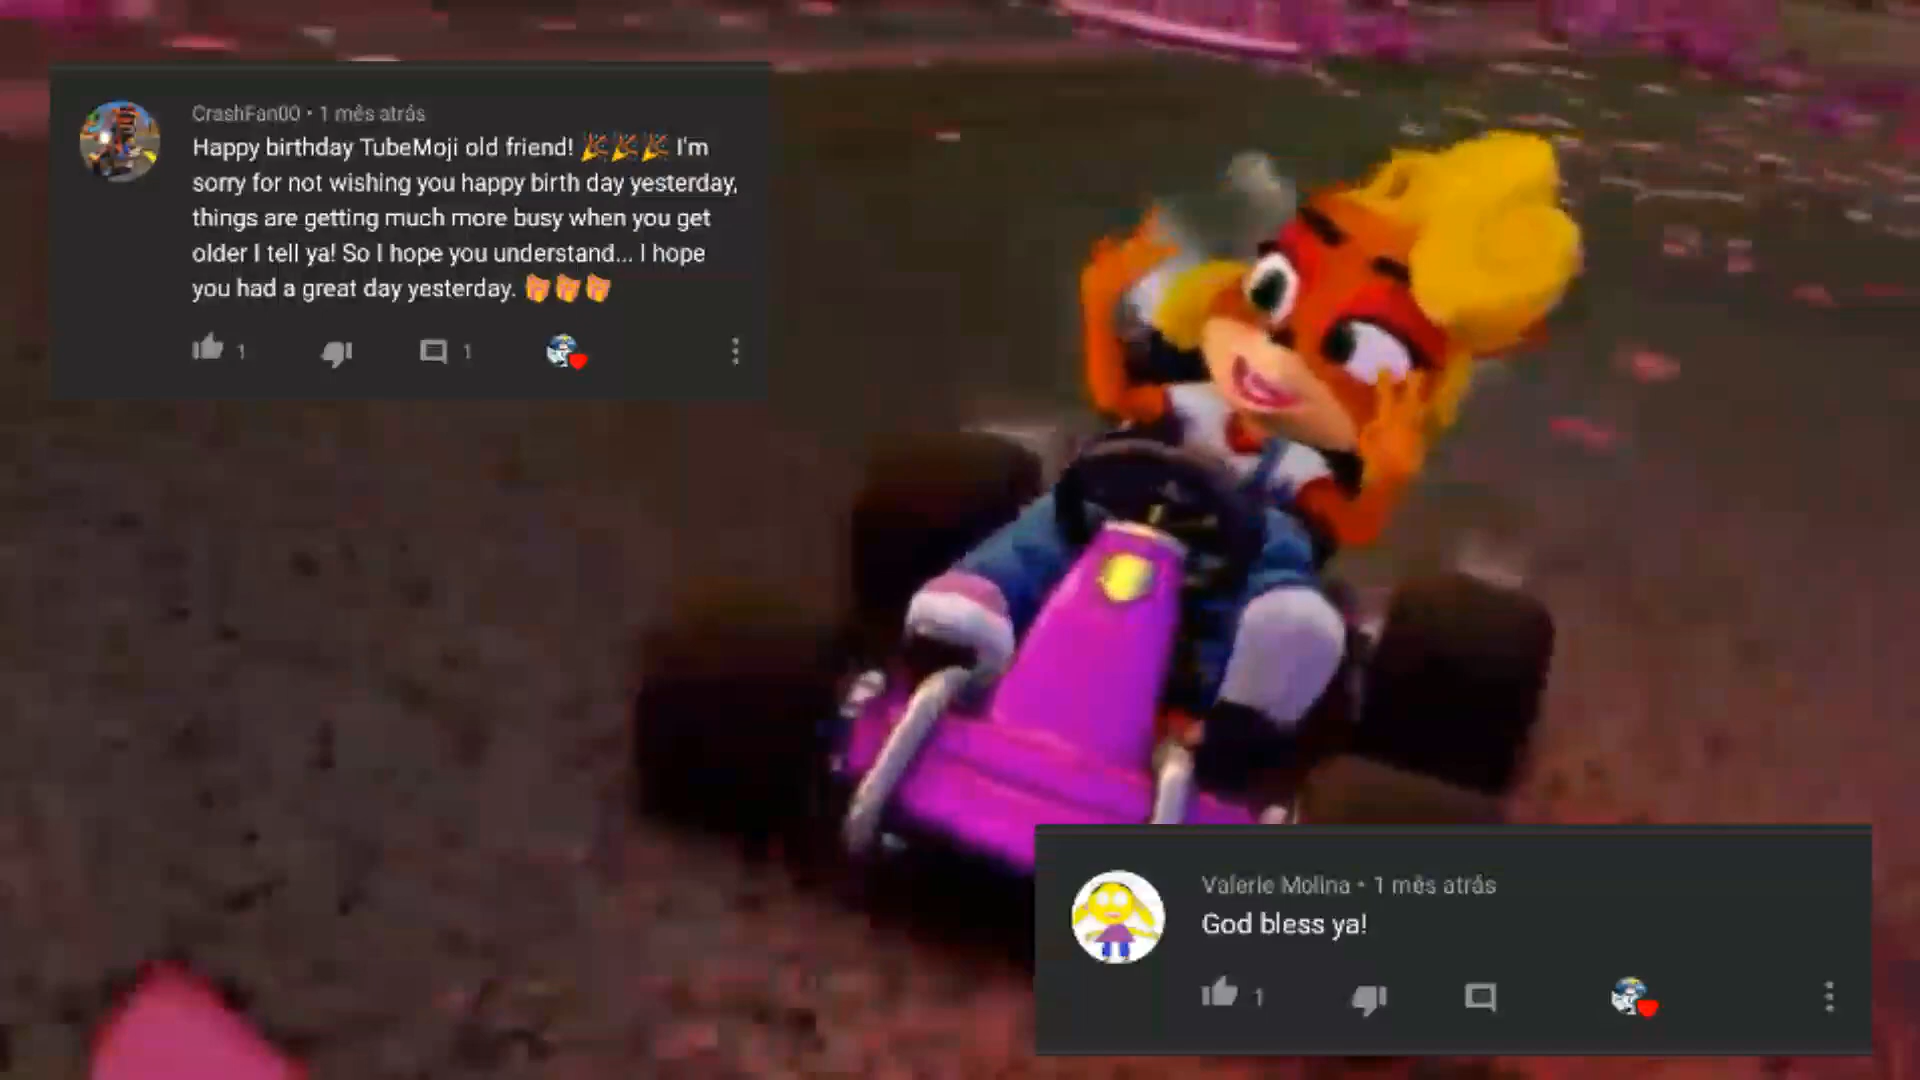 CrashFan00 • 1 mês atrás
Happy birthday TubeMoji old friend! 🎉🎉🎉 I'm
sorry for not wishing you happy birth day yesterday,
things are getting much more busy when you get
older I tell ya! So I hope you understand... I hope
you had a great day yesterday. 👏👏👏
1 1
Valerie Molina • 1 mês atrás
God bless ya!
1